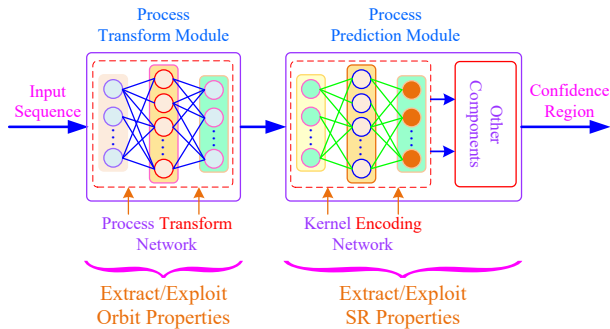 Process
Transform Module
Process
Prediction Module
Input
Sequence
Other
Components
Confidence
Region
Process Transform
Network
Kernel Encoding
Network
Extract/Exploit
Orbit Properties
Extract/Exploit
SR Properties